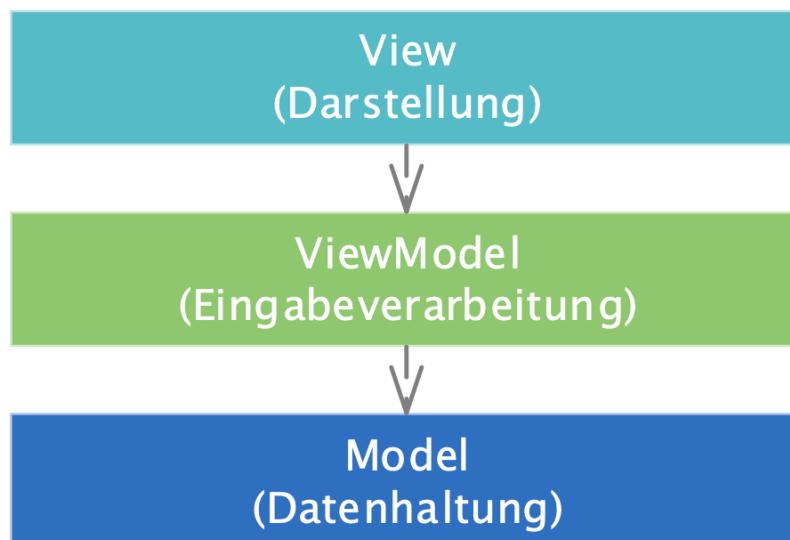 View
(Darstellung)
ViewModel
(Eingabeverarbeitung)
Model
(Datenhaltung)